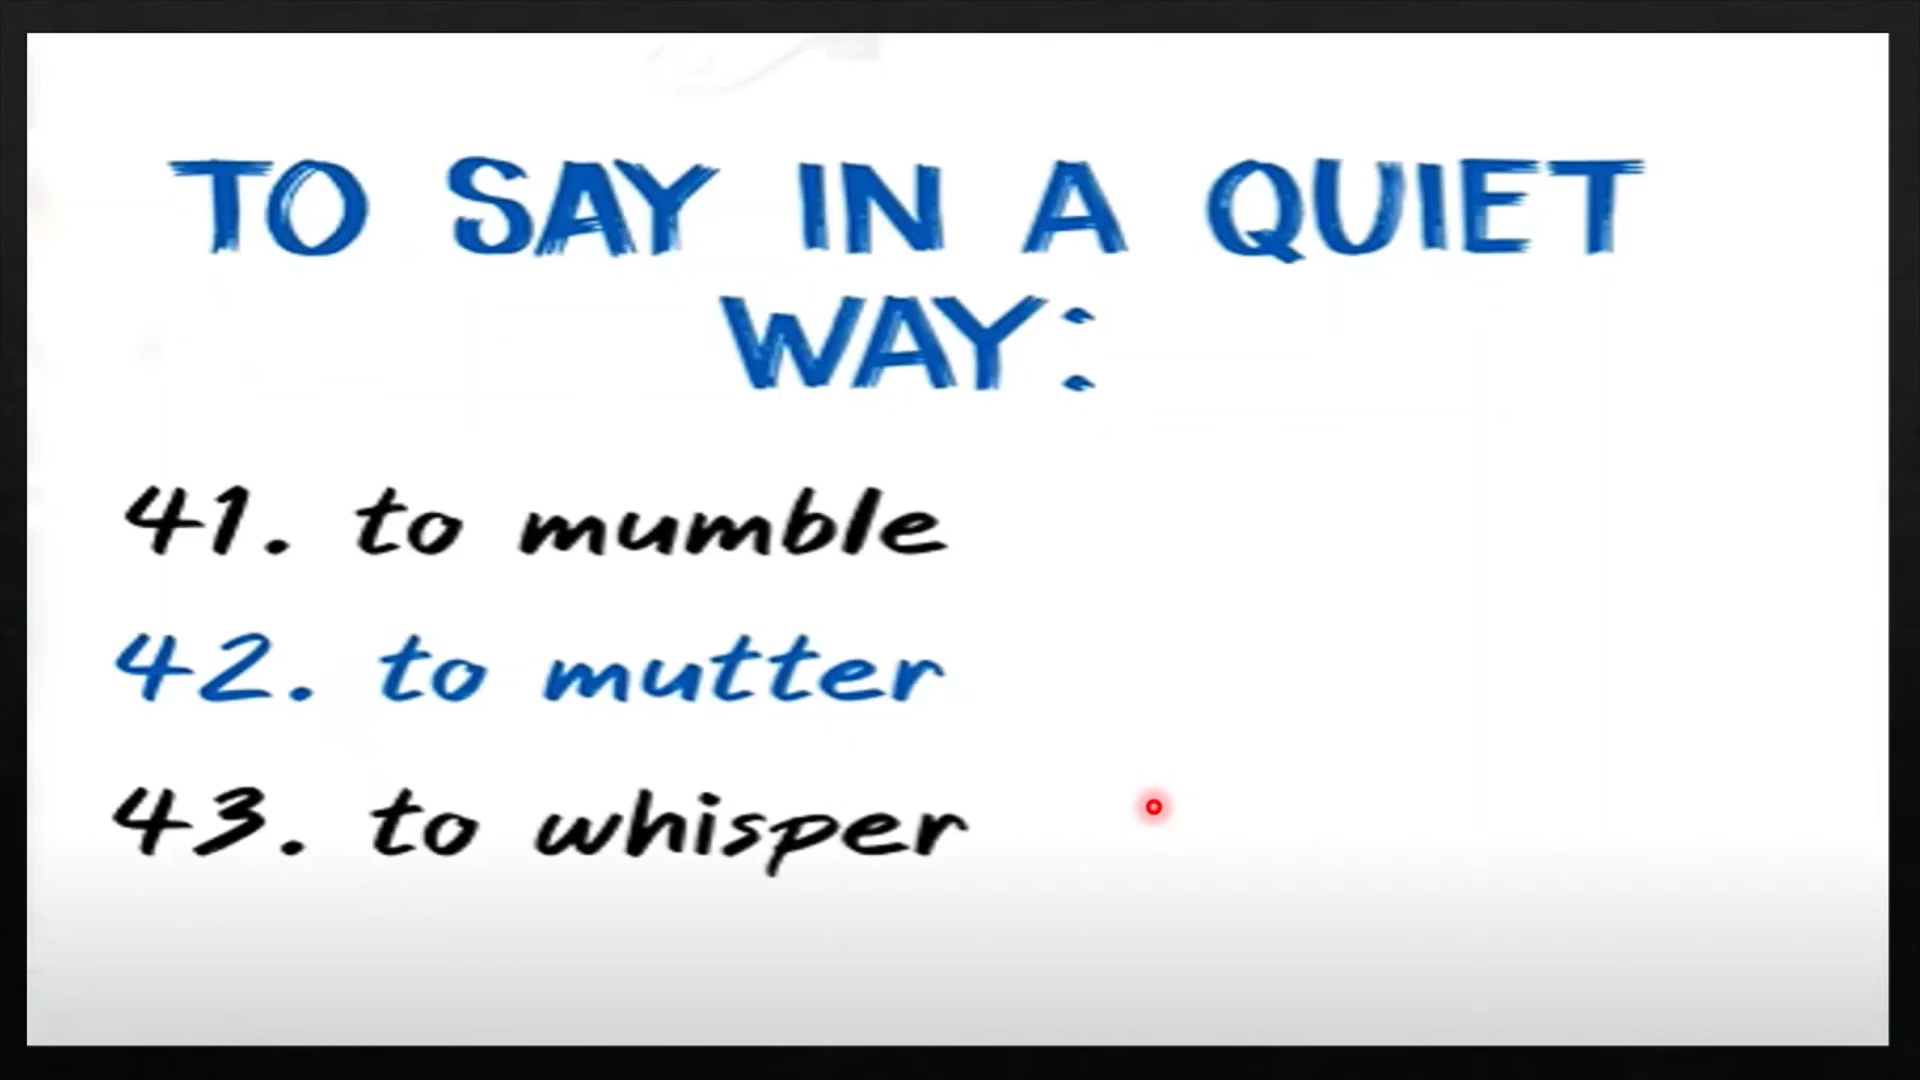 TO SAY IN A QUIET
WAY:
41. to mumble
42. to mutter
43. to whisper